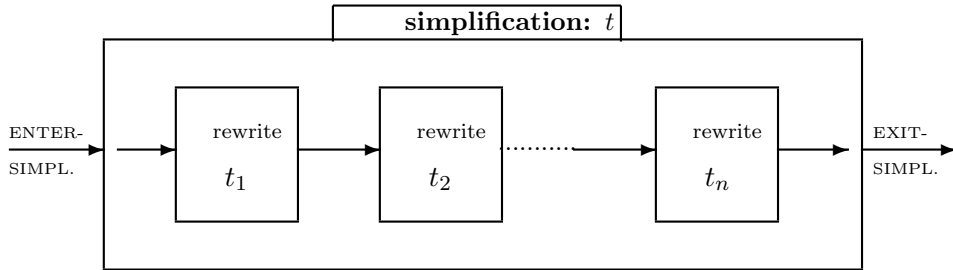 simplification: t
ENTER-
SIMPL.
rewrite
t₁
rewrite
t₂
rewrite
tₙ
EXIT-
SIMPL.